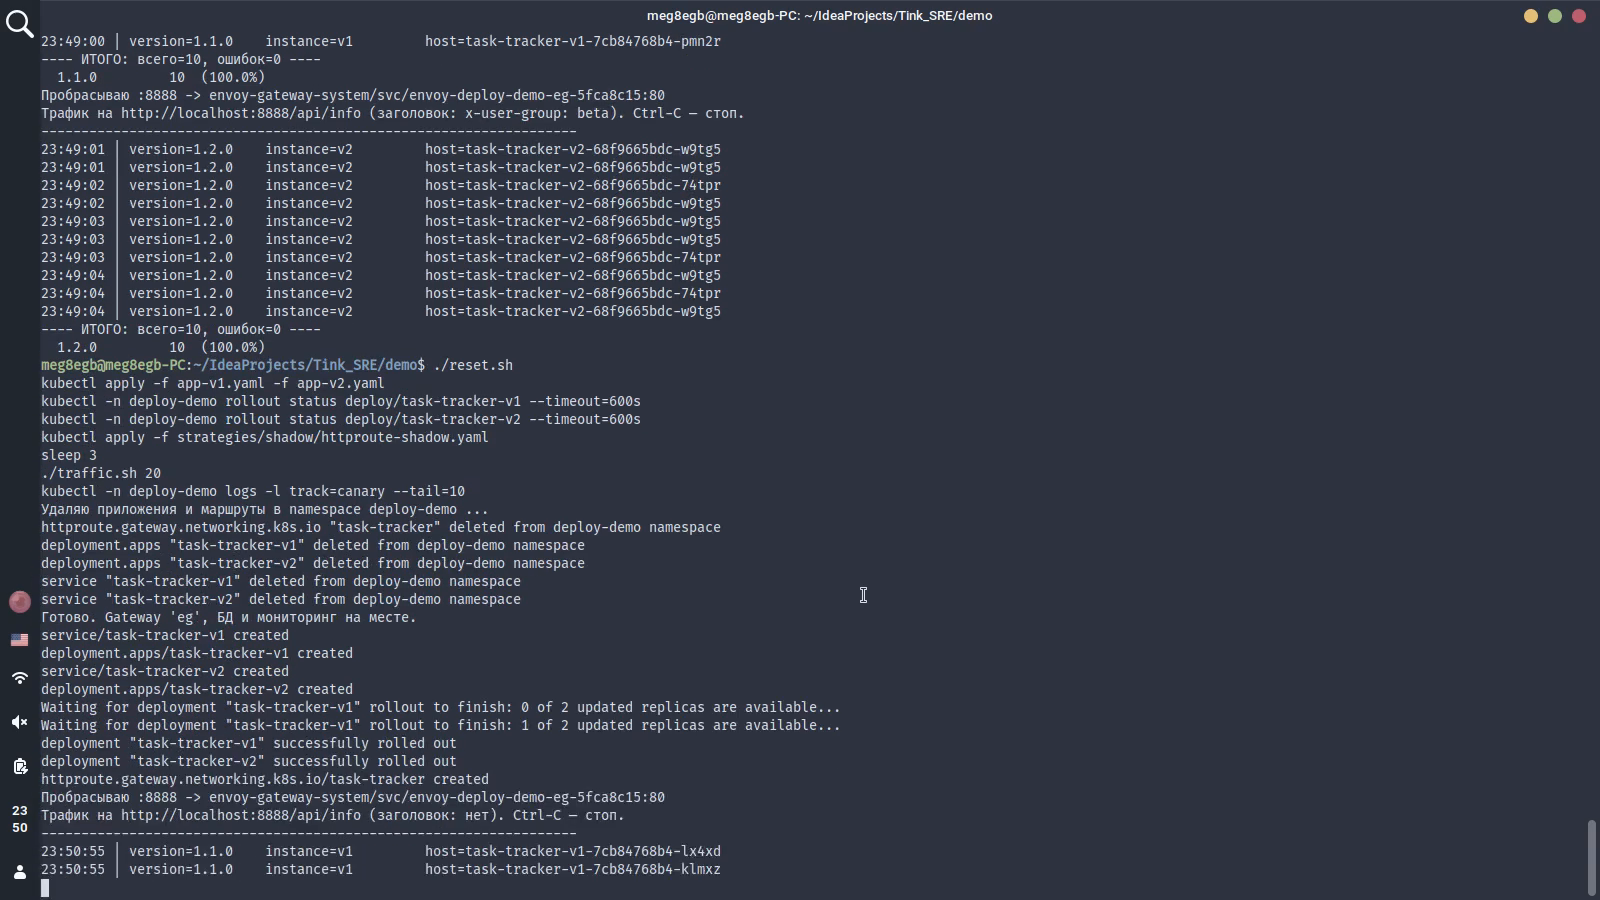 meg8egb@meg8egb-PC: ~/IdeaProjects/Tink_SRE/demo
23:49:00 │ version=1.1.0    instance=v1         host=task-tracker-v1-7cb84768b4-pmn2r
---- ИТОГО: всего=10, ошибок=0 ----
  1.1.0         10  (100.0%)
Пробрасываю :8888 -> envoy-gateway-system/svc/envoy-deploy-demo-eg-5fca8c15:80
Трафик на http://localhost:8888/api/info (заголовок: x-user-group: beta). Ctrl-C — стоп.
-------------------------------------------------------------------
23:49:01 │ version=1.2.0    instance=v2         host=task-tracker-v2-68f9665bdc-w9tg5
23:49:01 │ version=1.2.0    instance=v2         host=task-tracker-v2-68f9665bdc-w9tg5
23:49:02 │ version=1.2.0    instance=v2         host=task-tracker-v2-68f9665bdc-74tpr
23:49:02 │ version=1.2.0    instance=v2         host=task-tracker-v2-68f9665bdc-w9tg5
23:49:03 │ version=1.2.0    instance=v2         host=task-tracker-v2-68f9665bdc-w9tg5
23:49:03 │ version=1.2.0    instance=v2         host=task-tracker-v2-68f9665bdc-w9tg5
23:49:03 │ version=1.2.0    instance=v2         host=task-tracker-v2-68f9665bdc-74tpr
23:49:04 │ version=1.2.0    instance=v2         host=task-tracker-v2-68f9665bdc-w9tg5
23:49:04 │ version=1.2.0    instance=v2         host=task-tracker-v2-68f9665bdc-74tpr
23:49:04 │ version=1.2.0    instance=v2         host=task-tracker-v2-68f9665bdc-w9tg5
---- ИТОГО: всего=10, ошибок=0 ----
  1.2.0         10  (100.0%)
meg8egb@meg8egb-PC:~/IdeaProjects/Tink_SRE/demo$ ./reset.sh
kubectl apply -f app-v1.yaml -f app-v2.yaml
kubectl -n deploy-demo rollout status deploy/task-tracker-v1 --timeout=600s
kubectl -n deploy-demo rollout status deploy/task-tracker-v2 --timeout=600s
kubectl apply -f strategies/shadow/httproute-shadow.yaml
sleep 3
./traffic.sh 20
kubectl -n deploy-demo logs -l track=canary --tail=10
Удаляю приложения и маршруты в namespace deploy-demo ...
httproute.gateway.networking.k8s.io "task-tracker" deleted from deploy-demo namespace
deployment.apps "task-tracker-v1" deleted from deploy-demo namespace
deployment.apps "task-tracker-v2" deleted from deploy-demo namespace
service "task-tracker-v1" deleted from deploy-demo namespace
service "task-tracker-v2" deleted from deploy-demo namespace
Готово. Gateway 'eg', БД и мониторинг на месте.
service/task-tracker-v1 created
deployment.apps/task-tracker-v1 created
service/task-tracker-v2 created
deployment.apps/task-tracker-v2 created
Waiting for deployment "task-tracker-v1" rollout to finish: 0 of 2 updated replicas are available...
Waiting for deployment "task-tracker-v1" rollout to finish: 1 of 2 updated replicas are available...
deployment "task-tracker-v1" successfully rolled out
deployment "task-tracker-v2" successfully rolled out
httproute.gateway.networking.k8s.io/task-tracker created
Пробрасываю :8888 -> envoy-gateway-system/svc/envoy-deploy-demo-eg-5fca8c15:80
Трафик на http://localhost:8888/api/info (заголовок: нет). Ctrl-C — стоп.
-------------------------------------------------------------------
23:50:55 │ version=1.1.0    instance=v1         host=task-tracker-v1-7cb84768b4-lx4xd
23:50:55 │ version=1.1.0    instance=v1         host=task-tracker-v1-7cb84768b4-klmxz
23
50